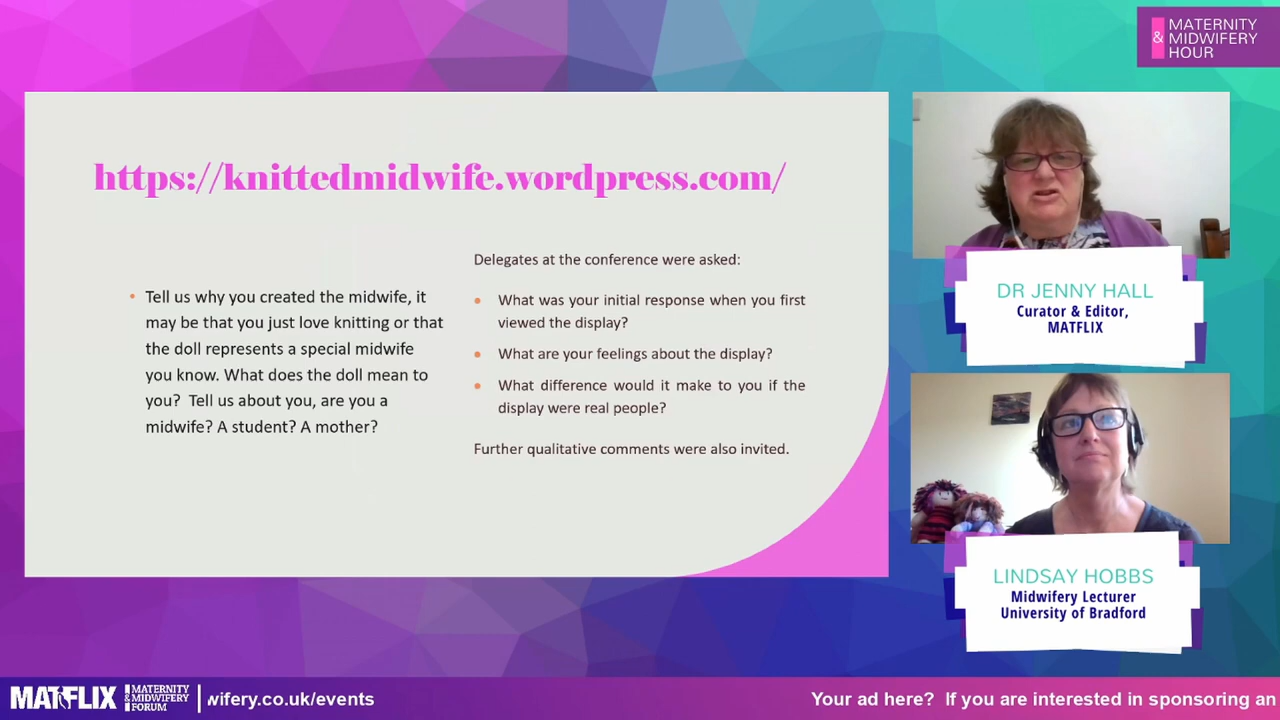 MATERNITY
& MIDWIFERY
HOUR
https://knittedmidwife.wordpress.com/
• Tell us why you created the midwife, it
may be that you just love knitting or that
the doll represents a special midwife
you know. What does the doll mean to
you? Tell us about you, are you a
midwife? A student? A mother?
Delegates at the conference were asked:
• What was your initial response when you first
viewed the display?
• What are your feelings about the display?
• What difference would it make to you if the
display were real people?
Further qualitative comments were also invited.
DR JENNY HALL
Curator & Editor,
MATFLIX
LINDSAY HOBBS
Midwifery Lecturer
University of Bradford
MATFLIX
MATERNITY
& MIDWIFERY
FORUM
wifery.co.uk/events
Your ad here? If you are interested in sponsoring an